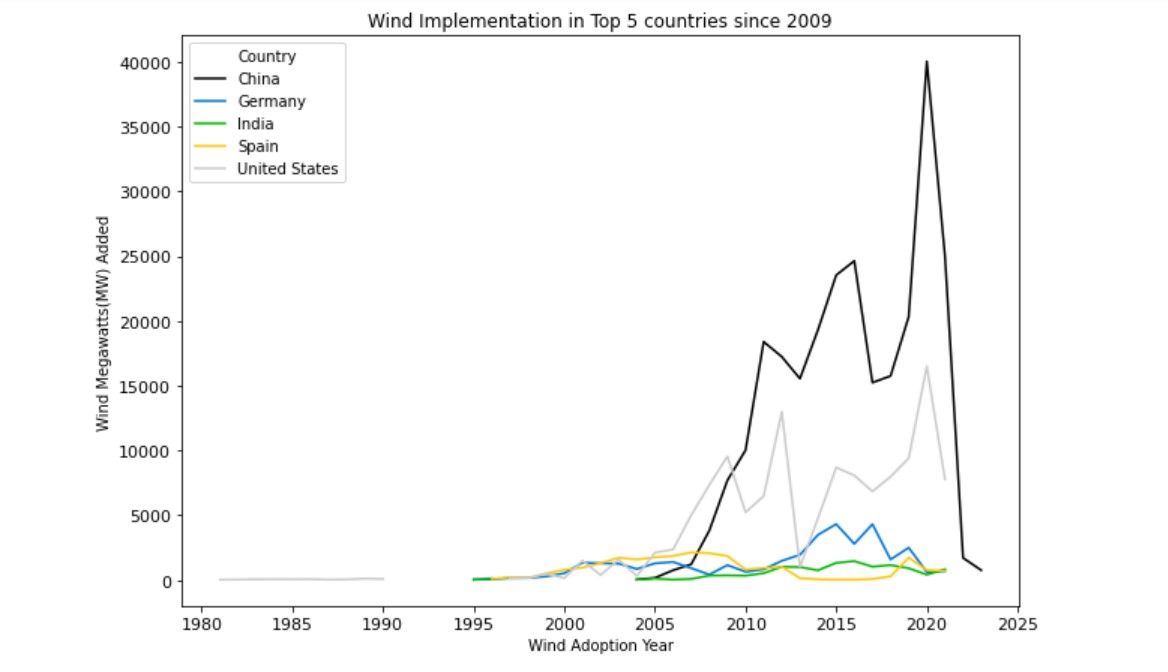 Wind Implementation in Top 5 countries since 2009
Country
China
Germany
India
Spain
United States
Wind Megawatts(MW) Added
40000
35000
30000
25000
20000
15000
10000
5000
0
1980 1985 1990 1995 2000 2005 2010 2015 2020 2025
Wind Adoption Year